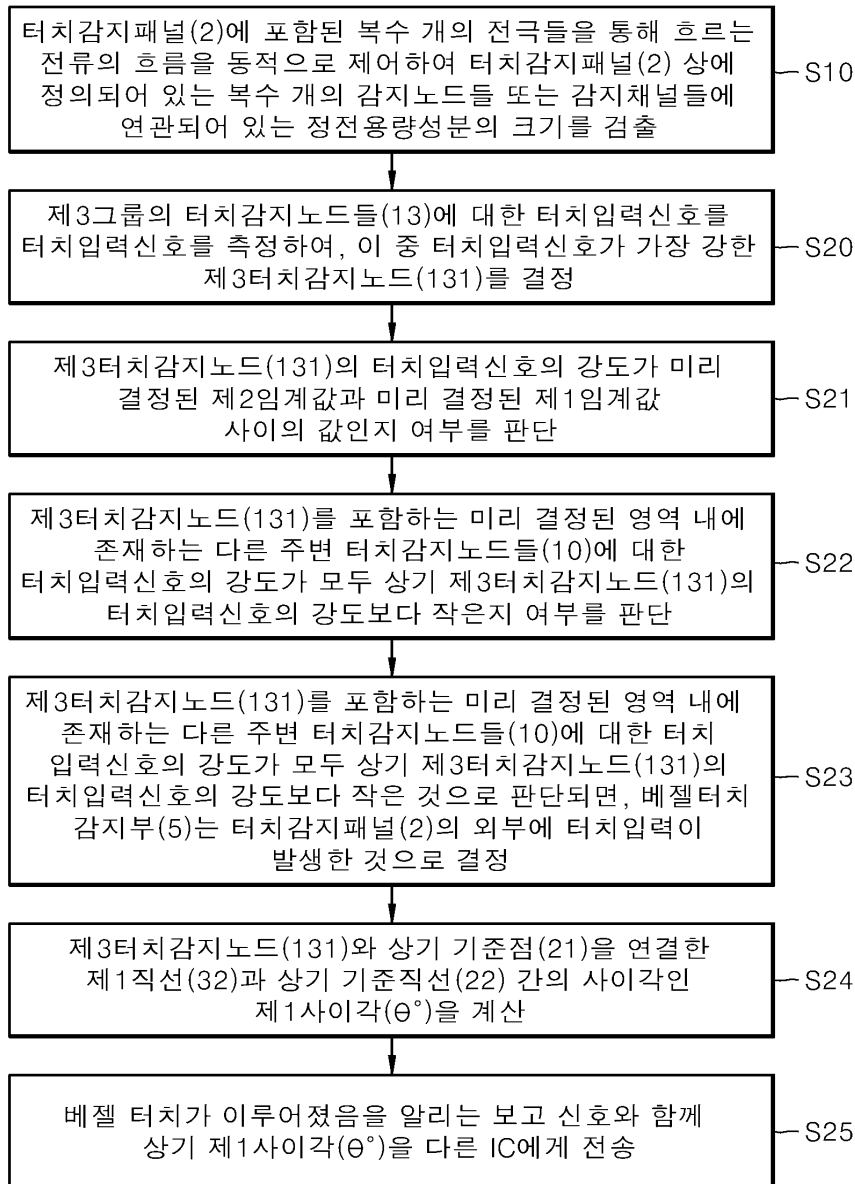 터치감지패널(2)에 포함된 복수 개의 전극들을 통해 흐르는
전류의 흐름을 동적으로 제어하여 터치감지패널(2) 상에
정의되어 있는 복수 개의 감지노드들 또는 감지채널들에
연관되어 있는 정전용량성분의 크기를 검출
S10
제3그룹의 터치감지노드들(13)에 대한 터치입력신호를
터치입력신호를 측정하여, 이 중 터치입력신호가 가장 강한
제3터치감지노드(131)를 결정
S20
제3터치감지노드(131)의 터치입력신호의 강도가 미리
결정된 제2임계값과 미리 결정된 제1임계값
사이의 값인지 여부를 판단
S21
제3터치감지노드(131)를 포함하는 미리 결정된 영역 내에
존재하는 다른 주변 터치감지노드들(10)에 대한
터치입력신호의 강도가 모두 상기 제3터치감지노드(131)의
터치입력신호의 강도보다 작은지 여부를 판단
S22
제3터치감지노드(131)를 포함하는 미리 결정된 영역 내에
존재하는 다른 주변 터치감지노드들(10)에 대한 터치
입력신호의 강도가 모두 상기 제3터치감지노드(131)의
터치입력신호의 강도보다 작은 것으로 판단되면, 베젤터치
감지부(5)는 터치감지패널(2)의 외부에 터치입력이
발생한 것으로 결정
S23
제3터치감지노드(131)와 상기 기준점(21)을 연결한
제1직선(32)과 상기 기준직선(22) 간의 사이각인
제1사이각(θ°)을 계산
S24
베젤 터치가 이루어졌음을 알리는 보고 신호와 함께
상기 제1사이각(θ°)을 다른 IC에게 전송
S25